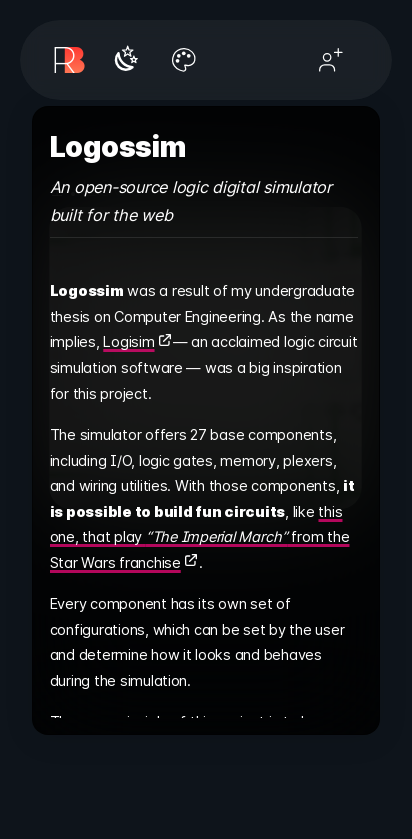 Logossim
An open-source logic digital simulator
built for the web
Logossim was a result of my undergraduate
thesis on Computer Engineering. As the name
implies, Logisim — an acclaimed logic circuit
simulation software — was a big inspiration
for this project.
The simulator offers 27 base components,
including I/O, logic gates, memory, plexers,
and wiring utilities. With those components, it
is possible to build fun circuits, like this
one, that play “The Imperial March” from the
Star Wars franchise .
Every component has its own set of
configurations, which can be set by the user
and determine how it looks and behaves
during the simulation.